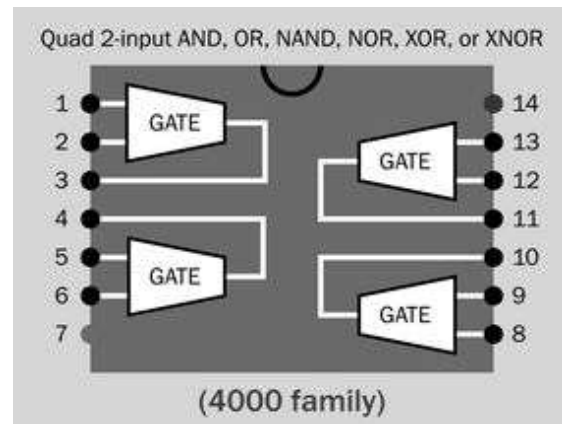 Quad 2-input AND, OR, NAND, NOR, XOR, or XNOR
1 GATE 14
2 GATE 13
3 12
4 11
5 GATE 10
6 GATE 9
7 8
(4000 family)